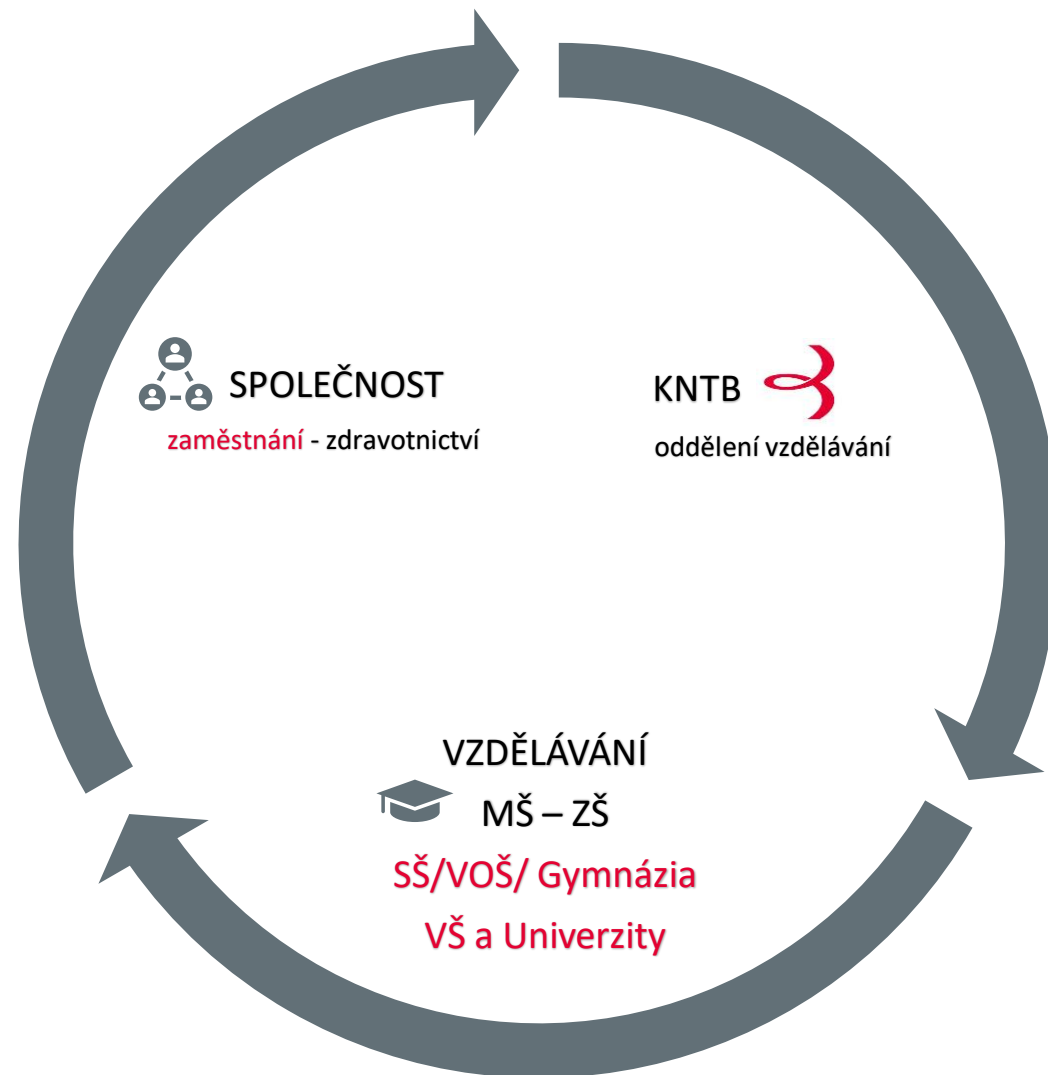 SPOLEČNOST
zaměstnání - zdravotnictví
KNTB
oddělení vzdělávání
VZDĚLÁVÁNÍ
MŠ – ZŠ
SŠ/VOŠ/ Gymnázia
VŠ a Univerzity